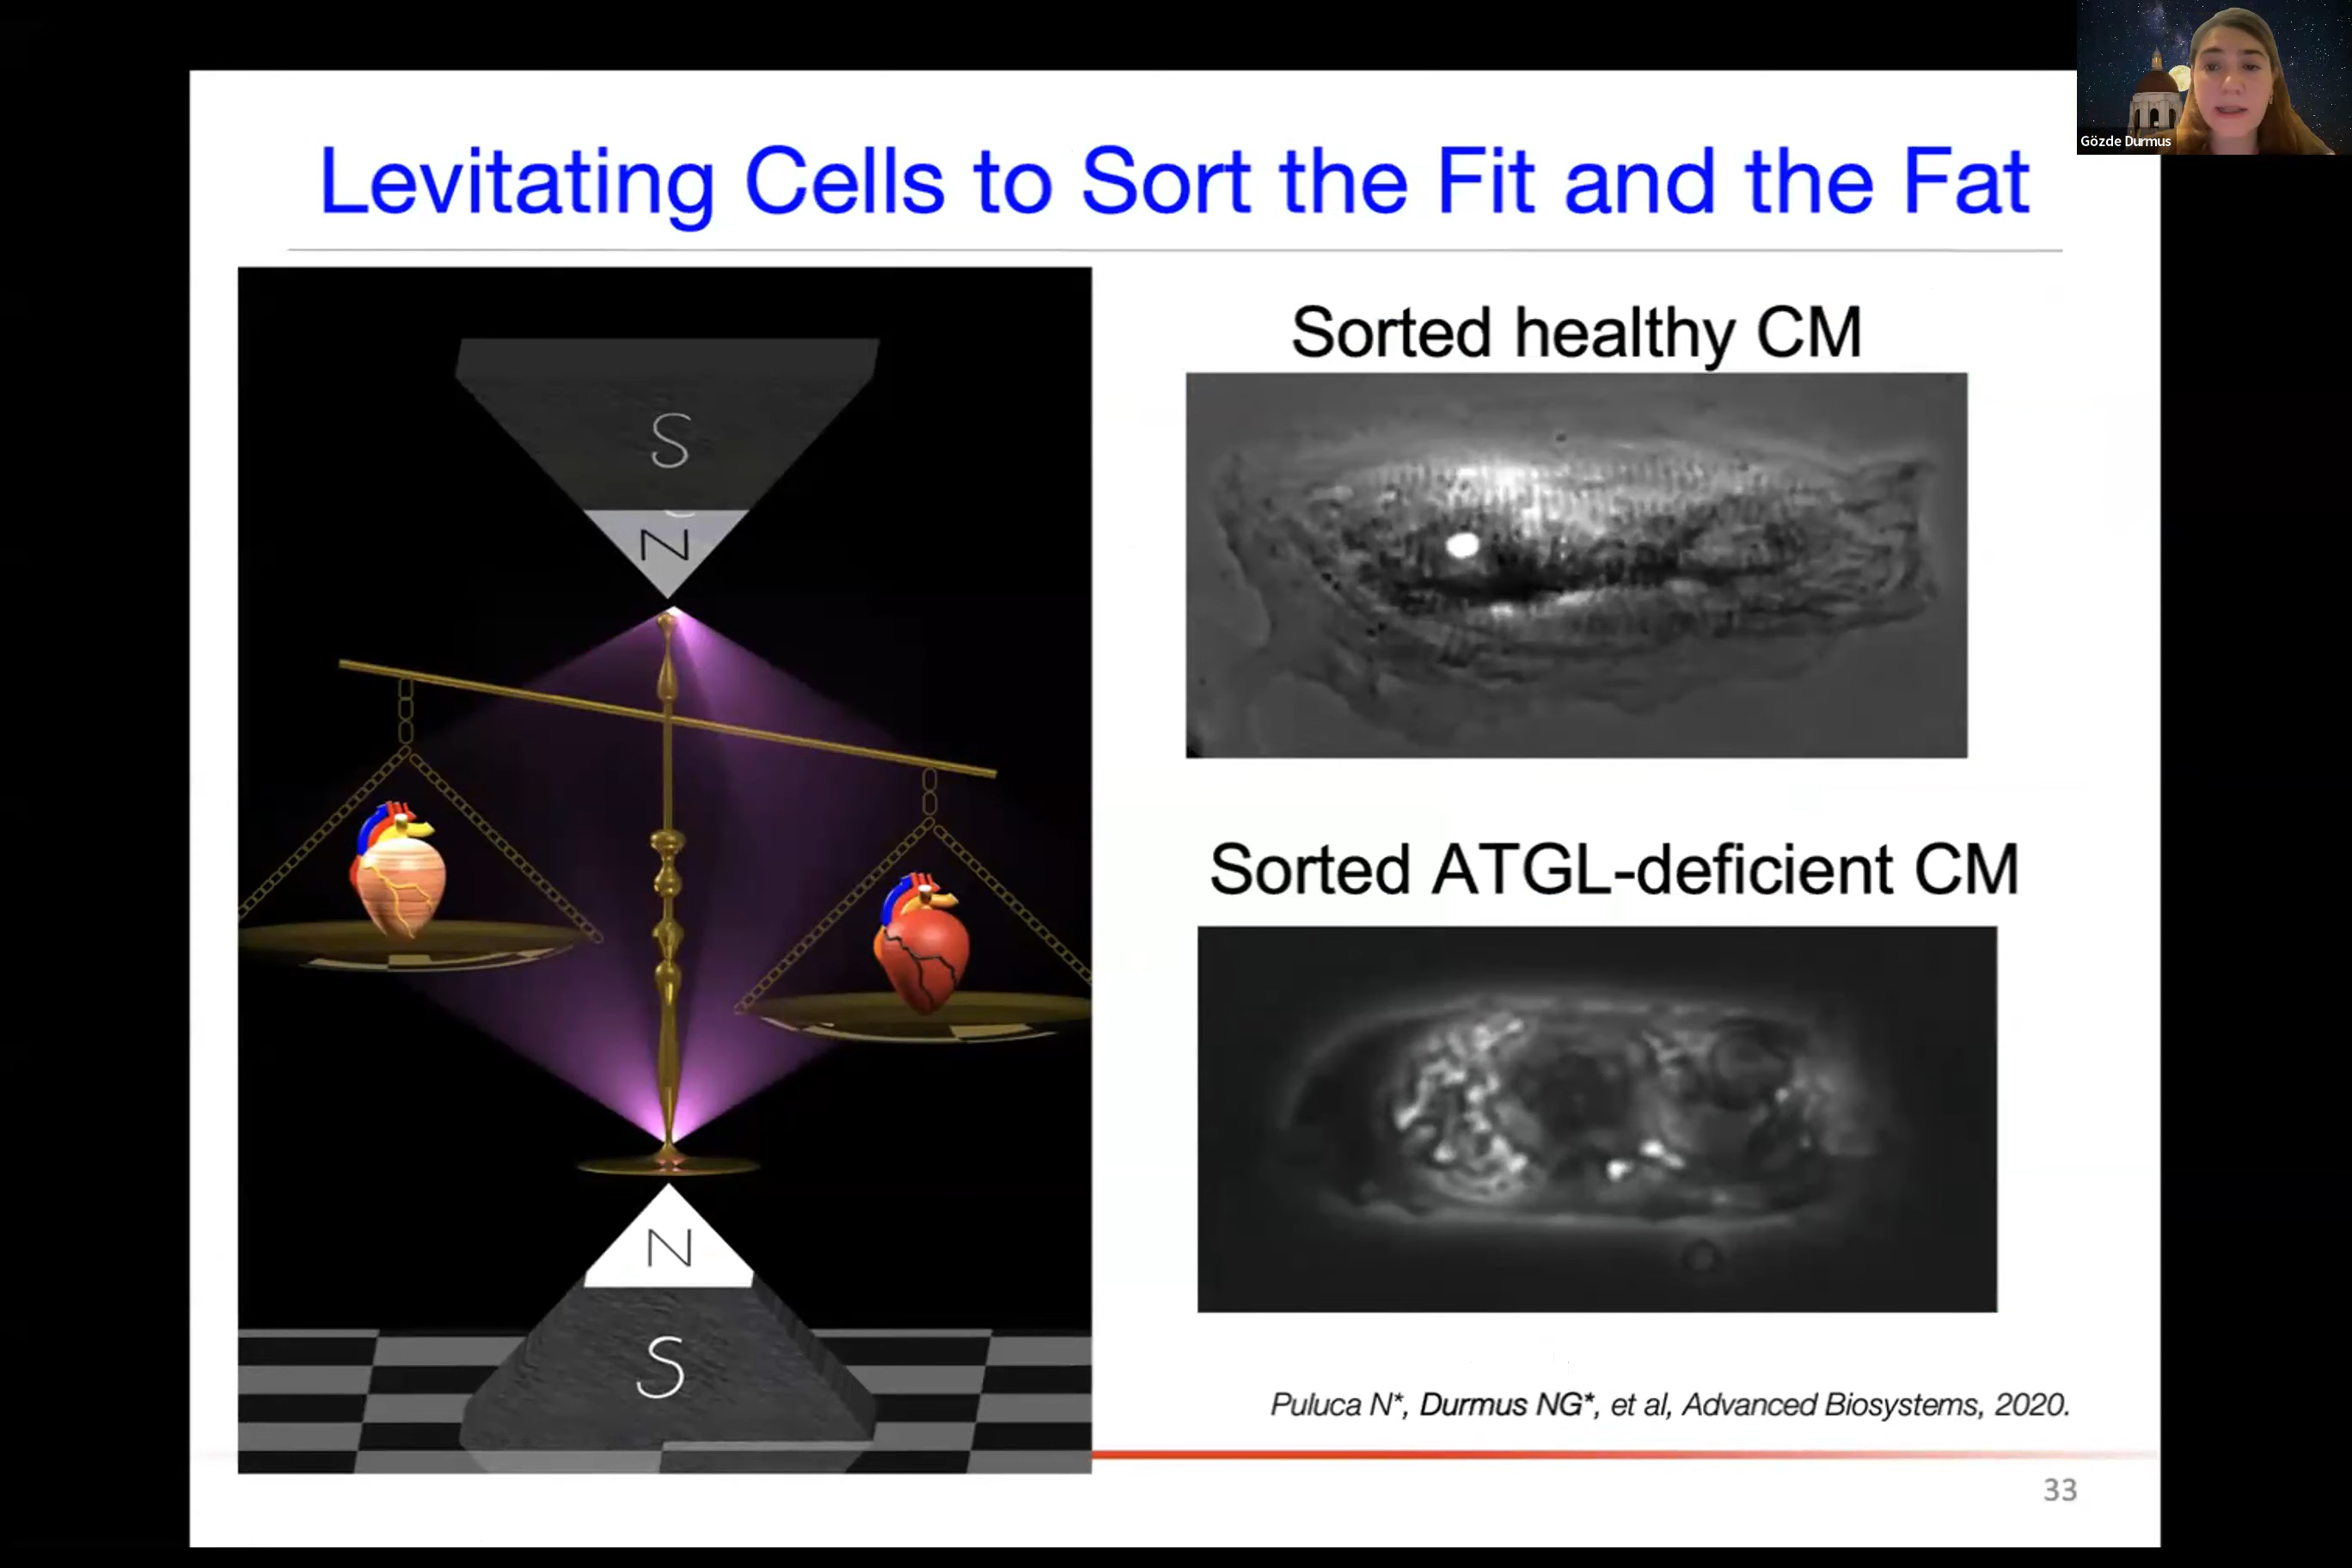 Gözde Durmus
Levitating Cells to Sort the Fit and the Fat
S
N
N
S
Sorted healthy CM
Sorted ATGL-deficient CM
Puluca N*, Durmus NG*, et al, Advanced Biosystems, 2020.
33